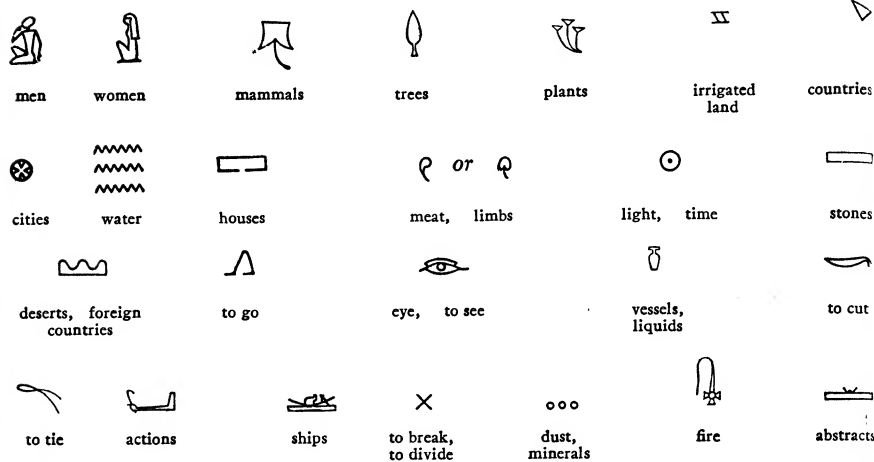 men women mammals trees plants irrigated land countries
cities water houses or meat, limbs light, time stones
deserts, foreign countries to go eye, to see vessels, liquids to cut
to tie actions ships to break, to divide dust, minerals fire abstracts